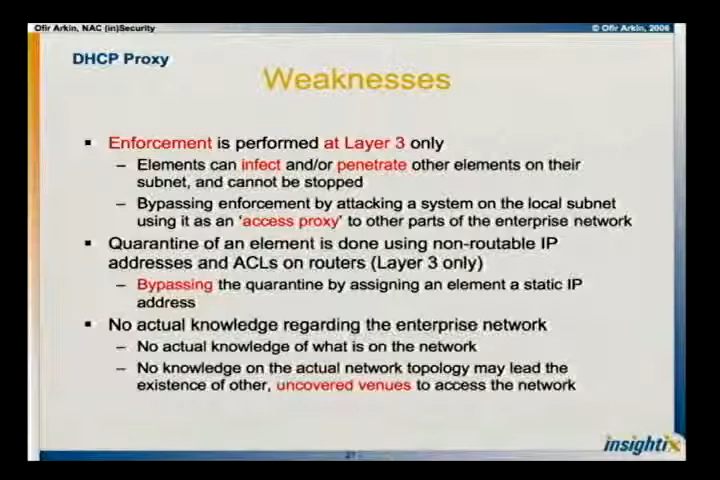 Ofir Arkin, NAC (in)Security
© Ofir Arkin, 2006
DHCP Proxy
Weaknesses
▪ Enforcement is performed at Layer 3 only
– Elements can infect and/or penetrate other elements on their
subnet, and cannot be stopped
– Bypassing enforcement by attacking a system on the local subnet
using it as an ‘access proxy’ to other parts of the enterprise network
▪ Quarantine of an element is done using non-routable IP
addresses and ACLs on routers (Layer 3 only)
– Bypassing the quarantine by assigning an element a static IP
address
▪ No actual knowledge regarding the enterprise network
– No actual knowledge of what is on the network
– No knowledge on the actual network topology may lead the
existence of other, uncovered venues to access the network
insightix